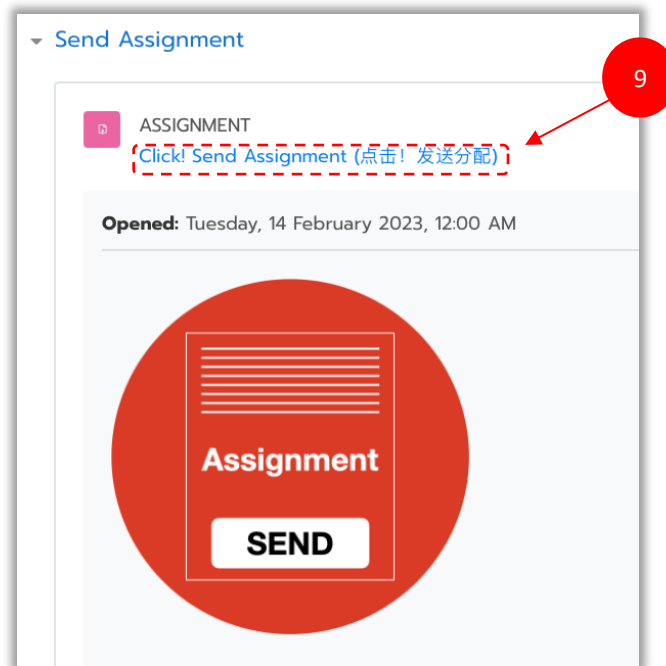 Send Assignment
9
ASSIGNMENT
Click! Send Assignment (点击！发送分配)
Opened: Tuesday, 14 February 2023, 12:00 AM
Assignment
SEND